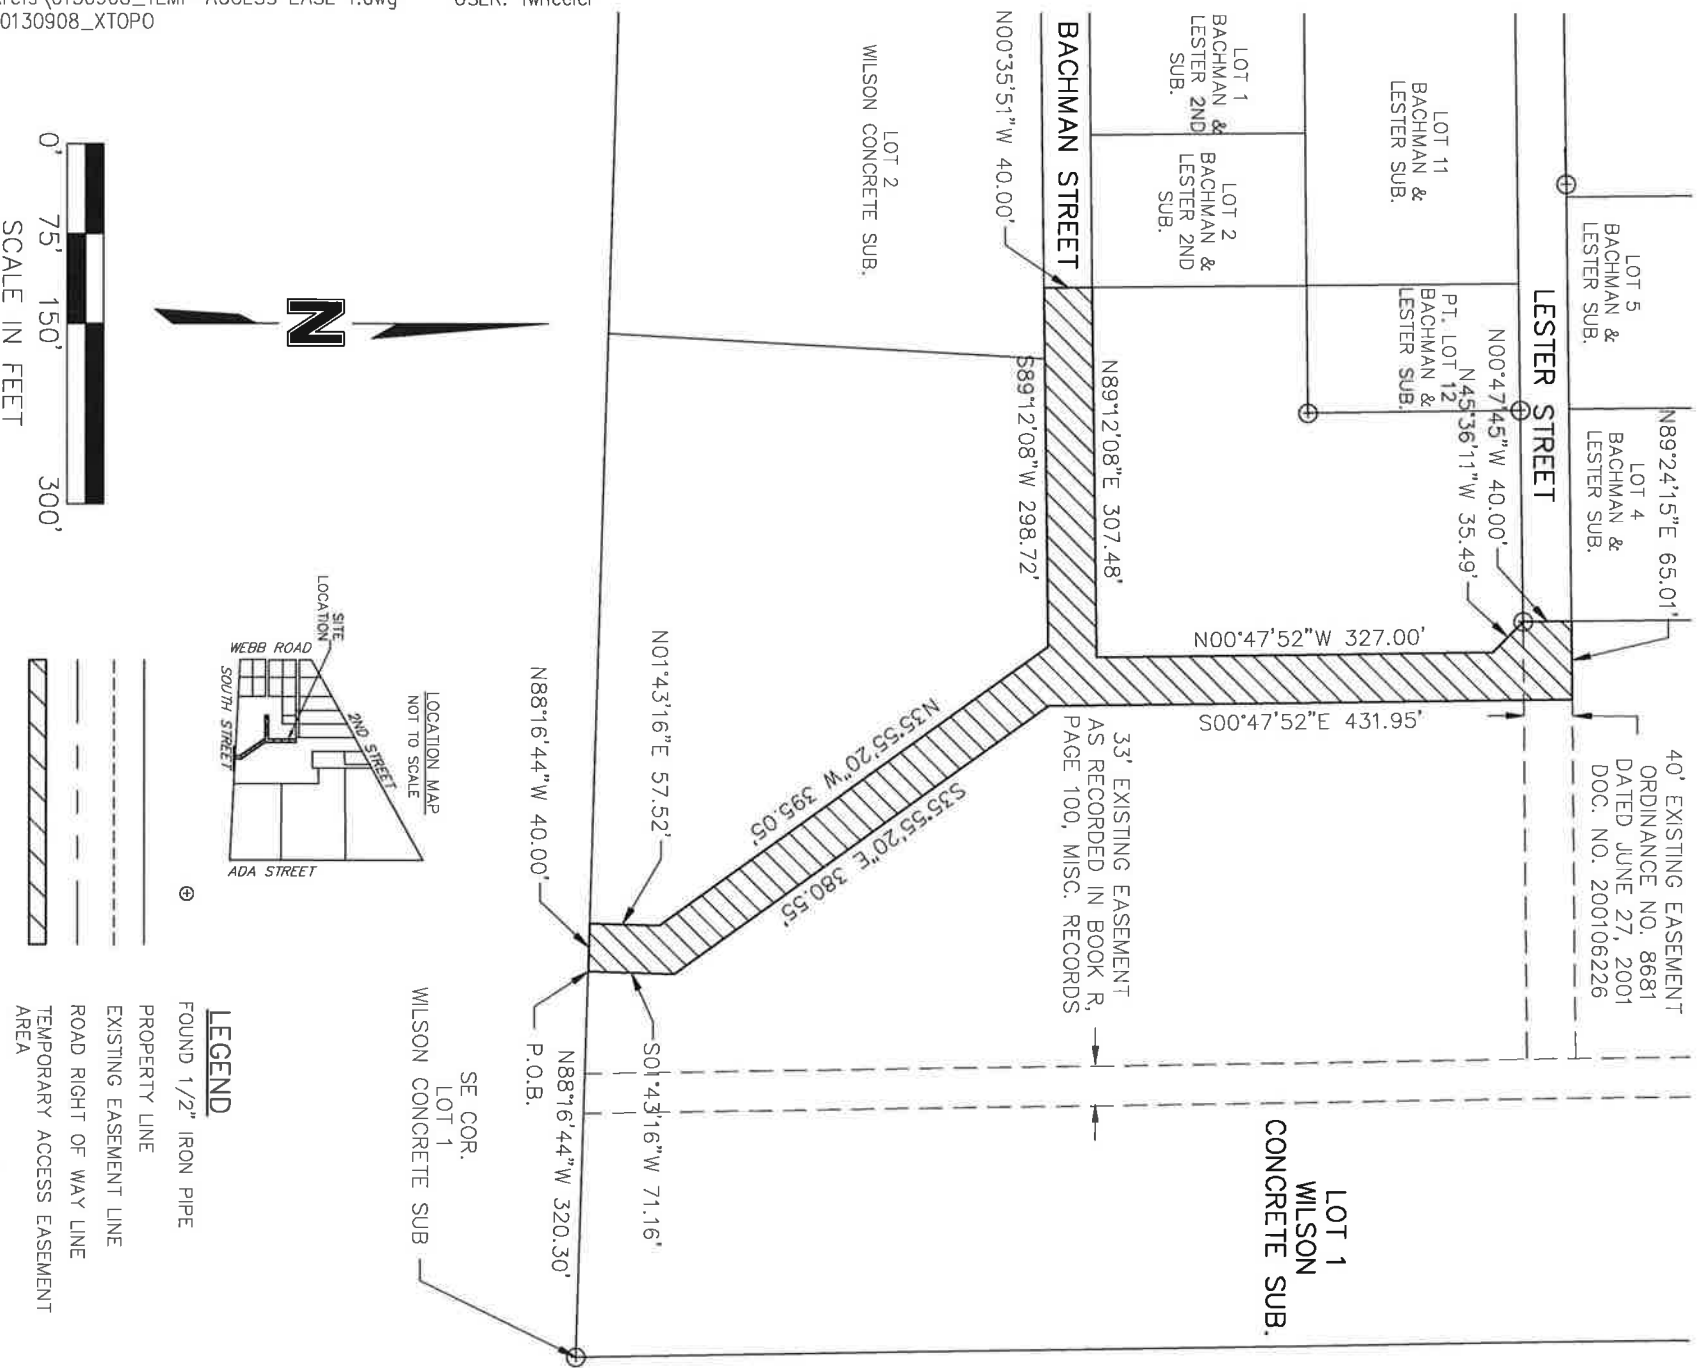 0130908_XTOPO
LOT 1
BACHMAN &
LESTER 2ND
SUB.
LOT 2
BACHMAN &
LESTER 2ND
SUB.
LOT 11
BACHMAN &
LESTER SUB.
PT. LOT 12
BACHMAN &
LESTER SUB.
LOT 5
BACHMAN &
LESTER SUB.
LOT 4
BACHMAN &
LESTER SUB.
LESTER STREET
BACHMAN STREET
N00°35'51"W 40.00'
LOT 2
WILSON CONCRETE SUB.
N89°24'15"E 65.01'
N00°47'45"W 40.00'
N45°36'11"W 35.49'
N89°12'08"E 307.48'
S89°12'08"W 298.72'
N00°47'52"W 327.00'
S00°47'52"E 431.95'
40' EXISTING EASEMENT
ORDINANCE NO. 8681
DATED JUNE 27, 2001
DOC. NO. 200106226
33' EXISTING EASEMENT
AS RECORDED IN BOOK R,
PAGE 100, MISC. RECORDS
N35°55'20"W 395.05'
S35°55'20"E 380.55'
N01°43'16"E 57.52'
N88°16'44"W 40.00'
S01°43'16"W 71.16'
N88°16'44"W 320.30'
P.O.B.
SE COR.
LOT 1
WILSON CONCRETE SUB
LOT 1
WILSON
CONCRETE SUB.
N
0' 75' 150' 300'
SCALE IN FEET
LOCATION MAP
NOT TO SCALE
SITE
LOCATION
WEBB ROAD
SOUTH STREET
2ND STREET
ADA STREET
LEGEND
FOUND 1/2" IRON PIPE
PROPERTY LINE
EXISTING EASEMENT LINE
ROAD RIGHT OF WAY LINE
TEMPORARY ACCESS EASEMENT
AREA